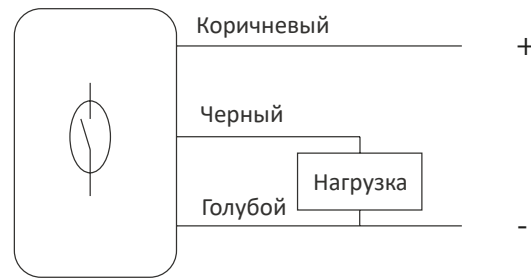 Коричневый
+
Черный
Нагрузка
Голубой
-